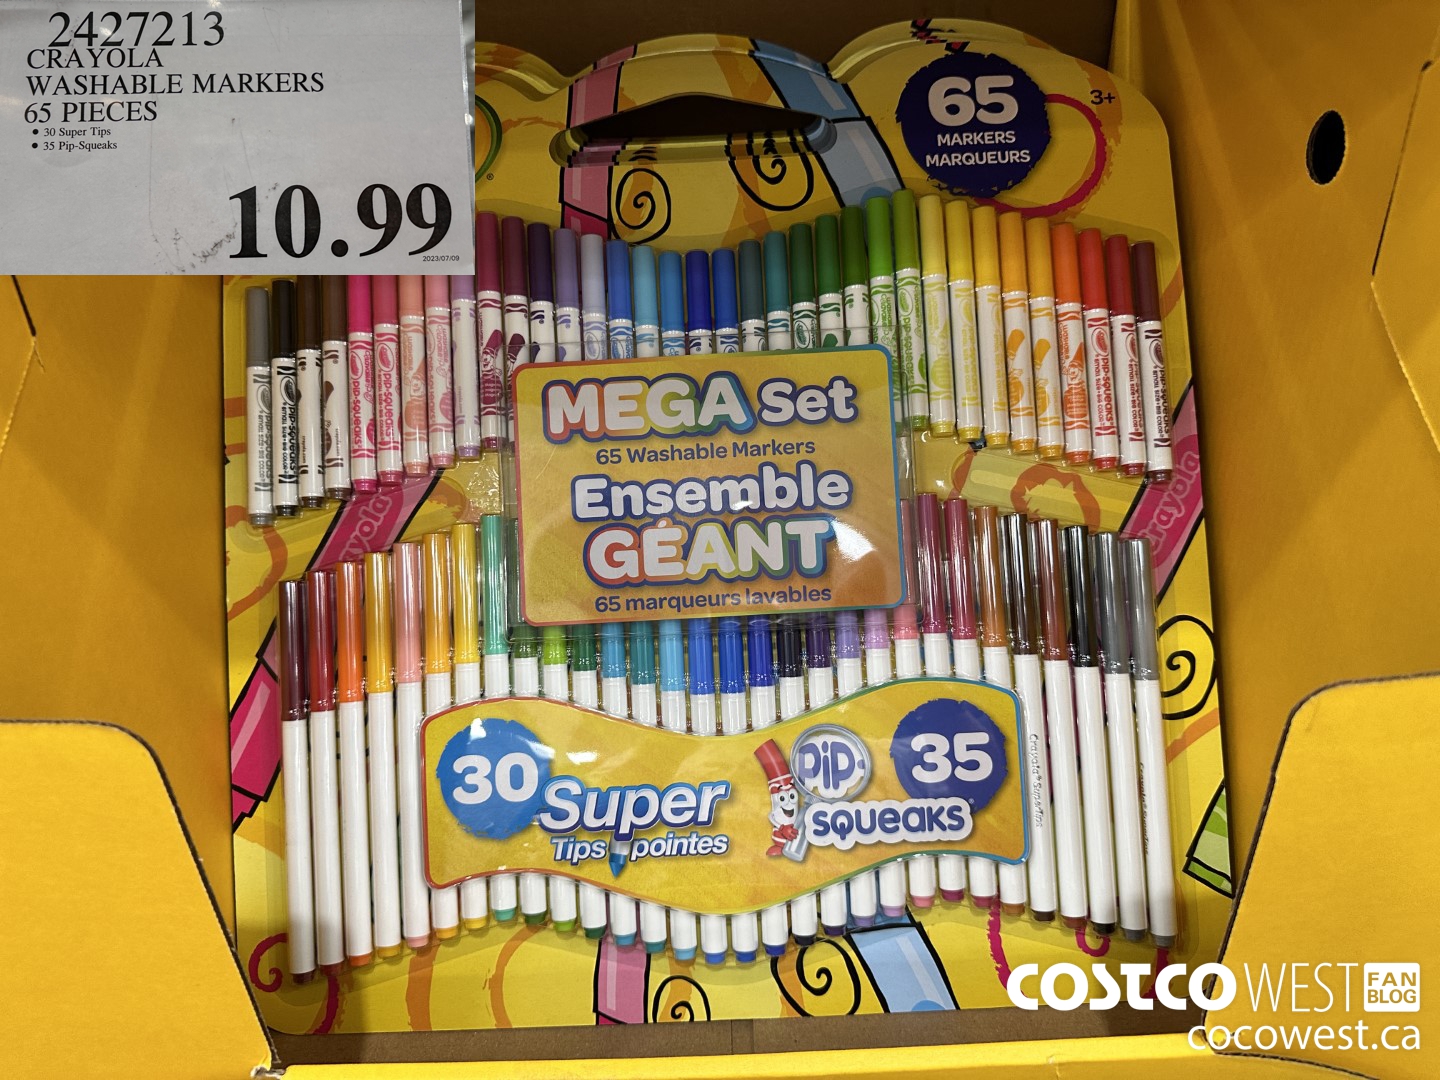 2427213
CRAYOLA
WASHABLE MARKERS
65 PIECES
• 30 Super Tips
• 35 Pip-Squeaks
10.99
2023/07/09
65
MARKERS
MARQUEURS
3+
MEGA Set
65 Washable Markers
Ensemble
GÉANT
65 marqueurs lavables
30
Super
Tips pointes
PiP-
SQUEAKS
35
COSTCO WEST FAN BLOG
cocowest.ca